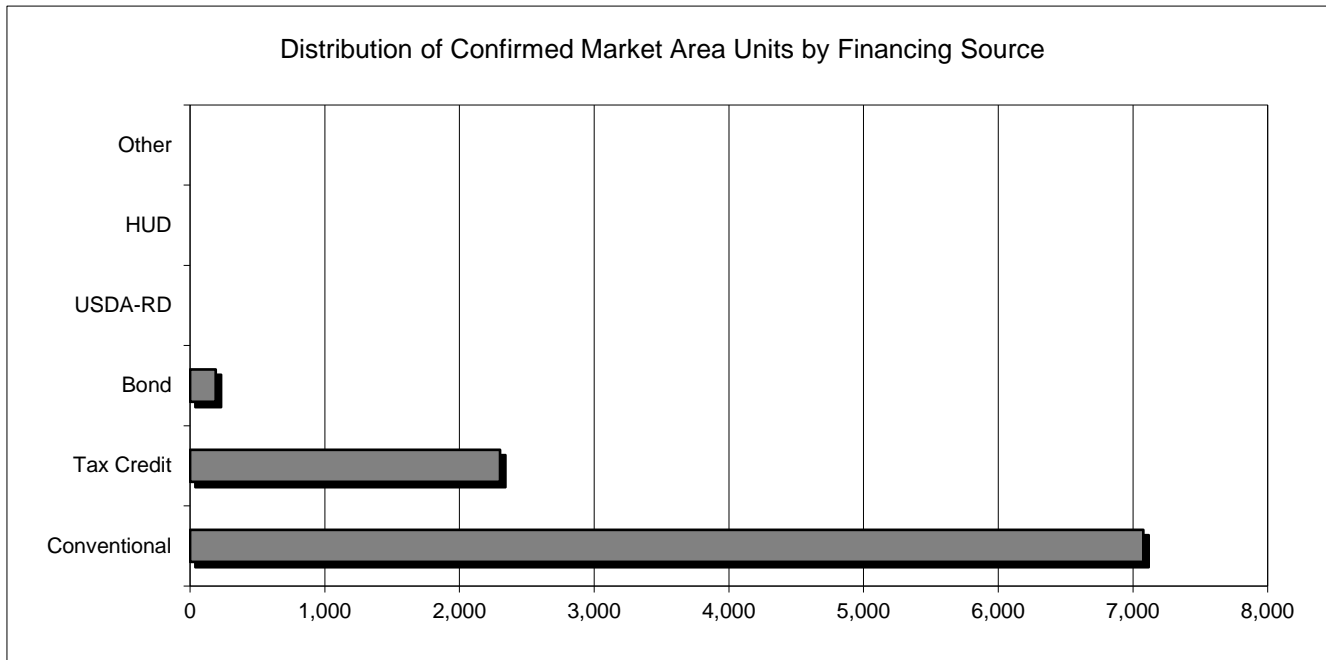 Distribution of Confirmed Market Area Units by Financing Source
Other
HUD
USDA-RD
Bond
Tax Credit
Conventional
0 1,000 2,000 3,000 4,000 5,000 6,000 7,000 8,000